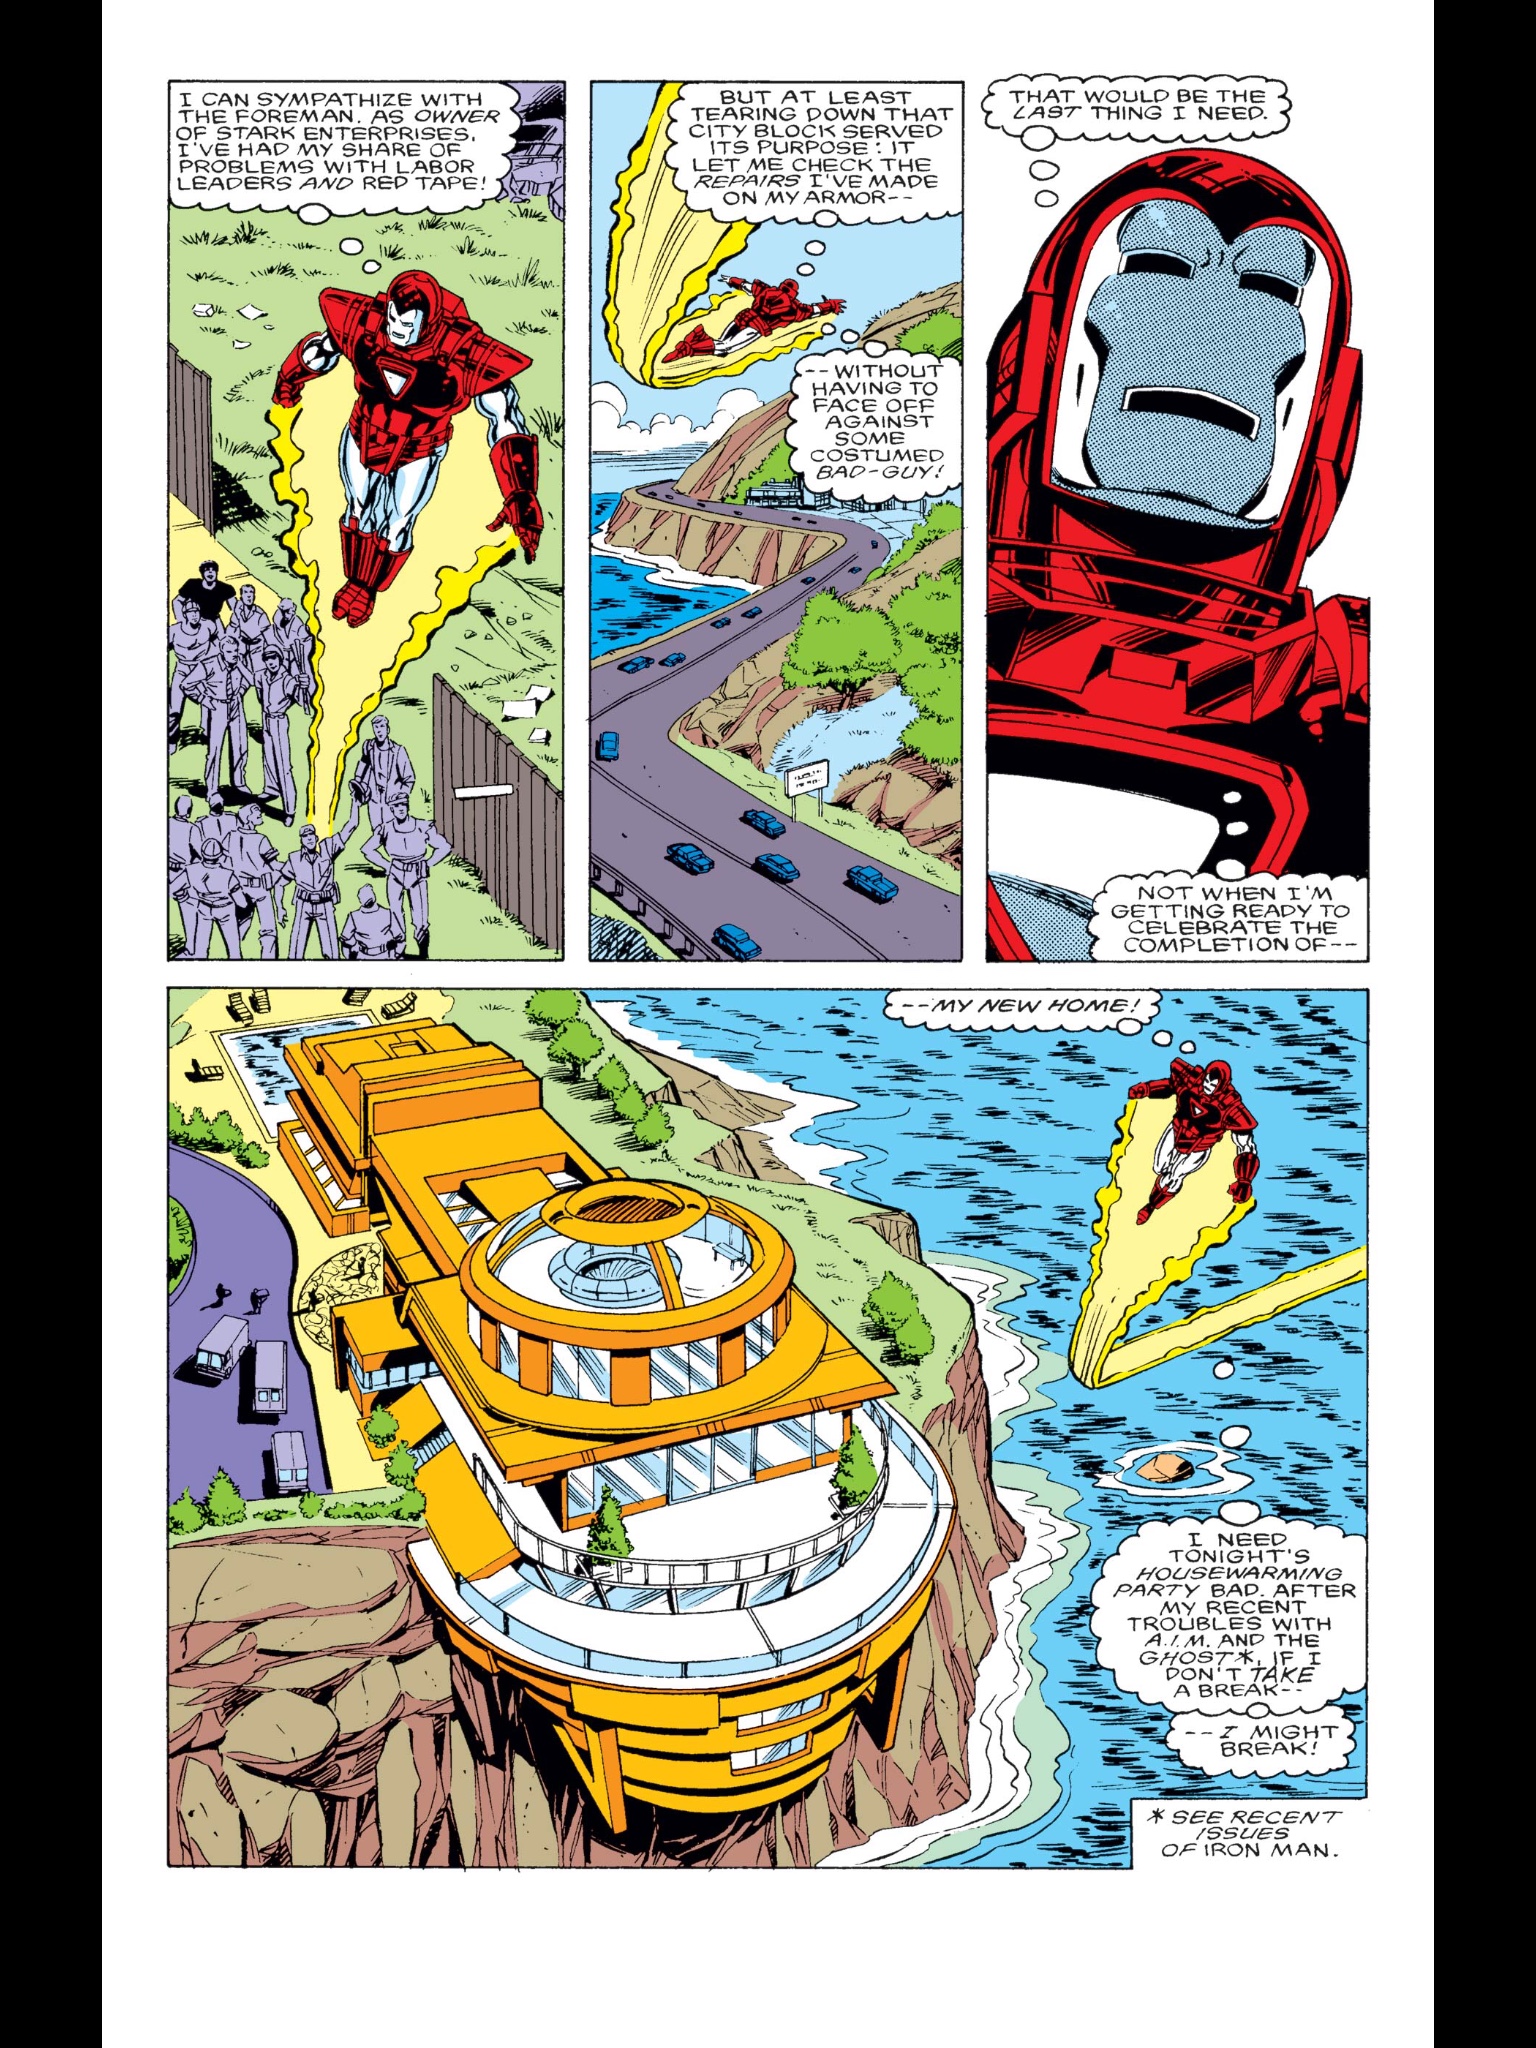 I CAN SYMPATHIZE WITH
THE FOREMAN. AS OWNER
OF STARK ENTERPRISES,
I'VE HAD MY SHARE OF
PROBLEMS WITH LABOR
LEADERS AND RED TAPE!
BUT AT LEAST
TEARING DOWN THAT
CITY BLOCK SERVED
ITS PURPOSE: IT
LET ME CHECK THE
REPAIRS I'VE MADE
ON MY ARMOR--
--WITHOUT
HAVING TO
FACE OFF
AGAINST
SOME
COSTUMED
BAD-GUY!
THAT WOULD BE THE
LAST THING I NEED.
NOT WHEN I'M
GETTING READY TO
CELEBRATE THE
COMPLETION OF--
--MY NEW HOME!
I NEED
TONIGHT'S
HOUSEWARMING
PARTY BAD. AFTER
MY RECENT
TROUBLES WITH
A.I.M. AND THE
GHOST*, IF I
DON'T TAKE
A BREAK--
--I MIGHT
BREAK!
* SEE RECENT
ISSUES
OF IRON MAN.